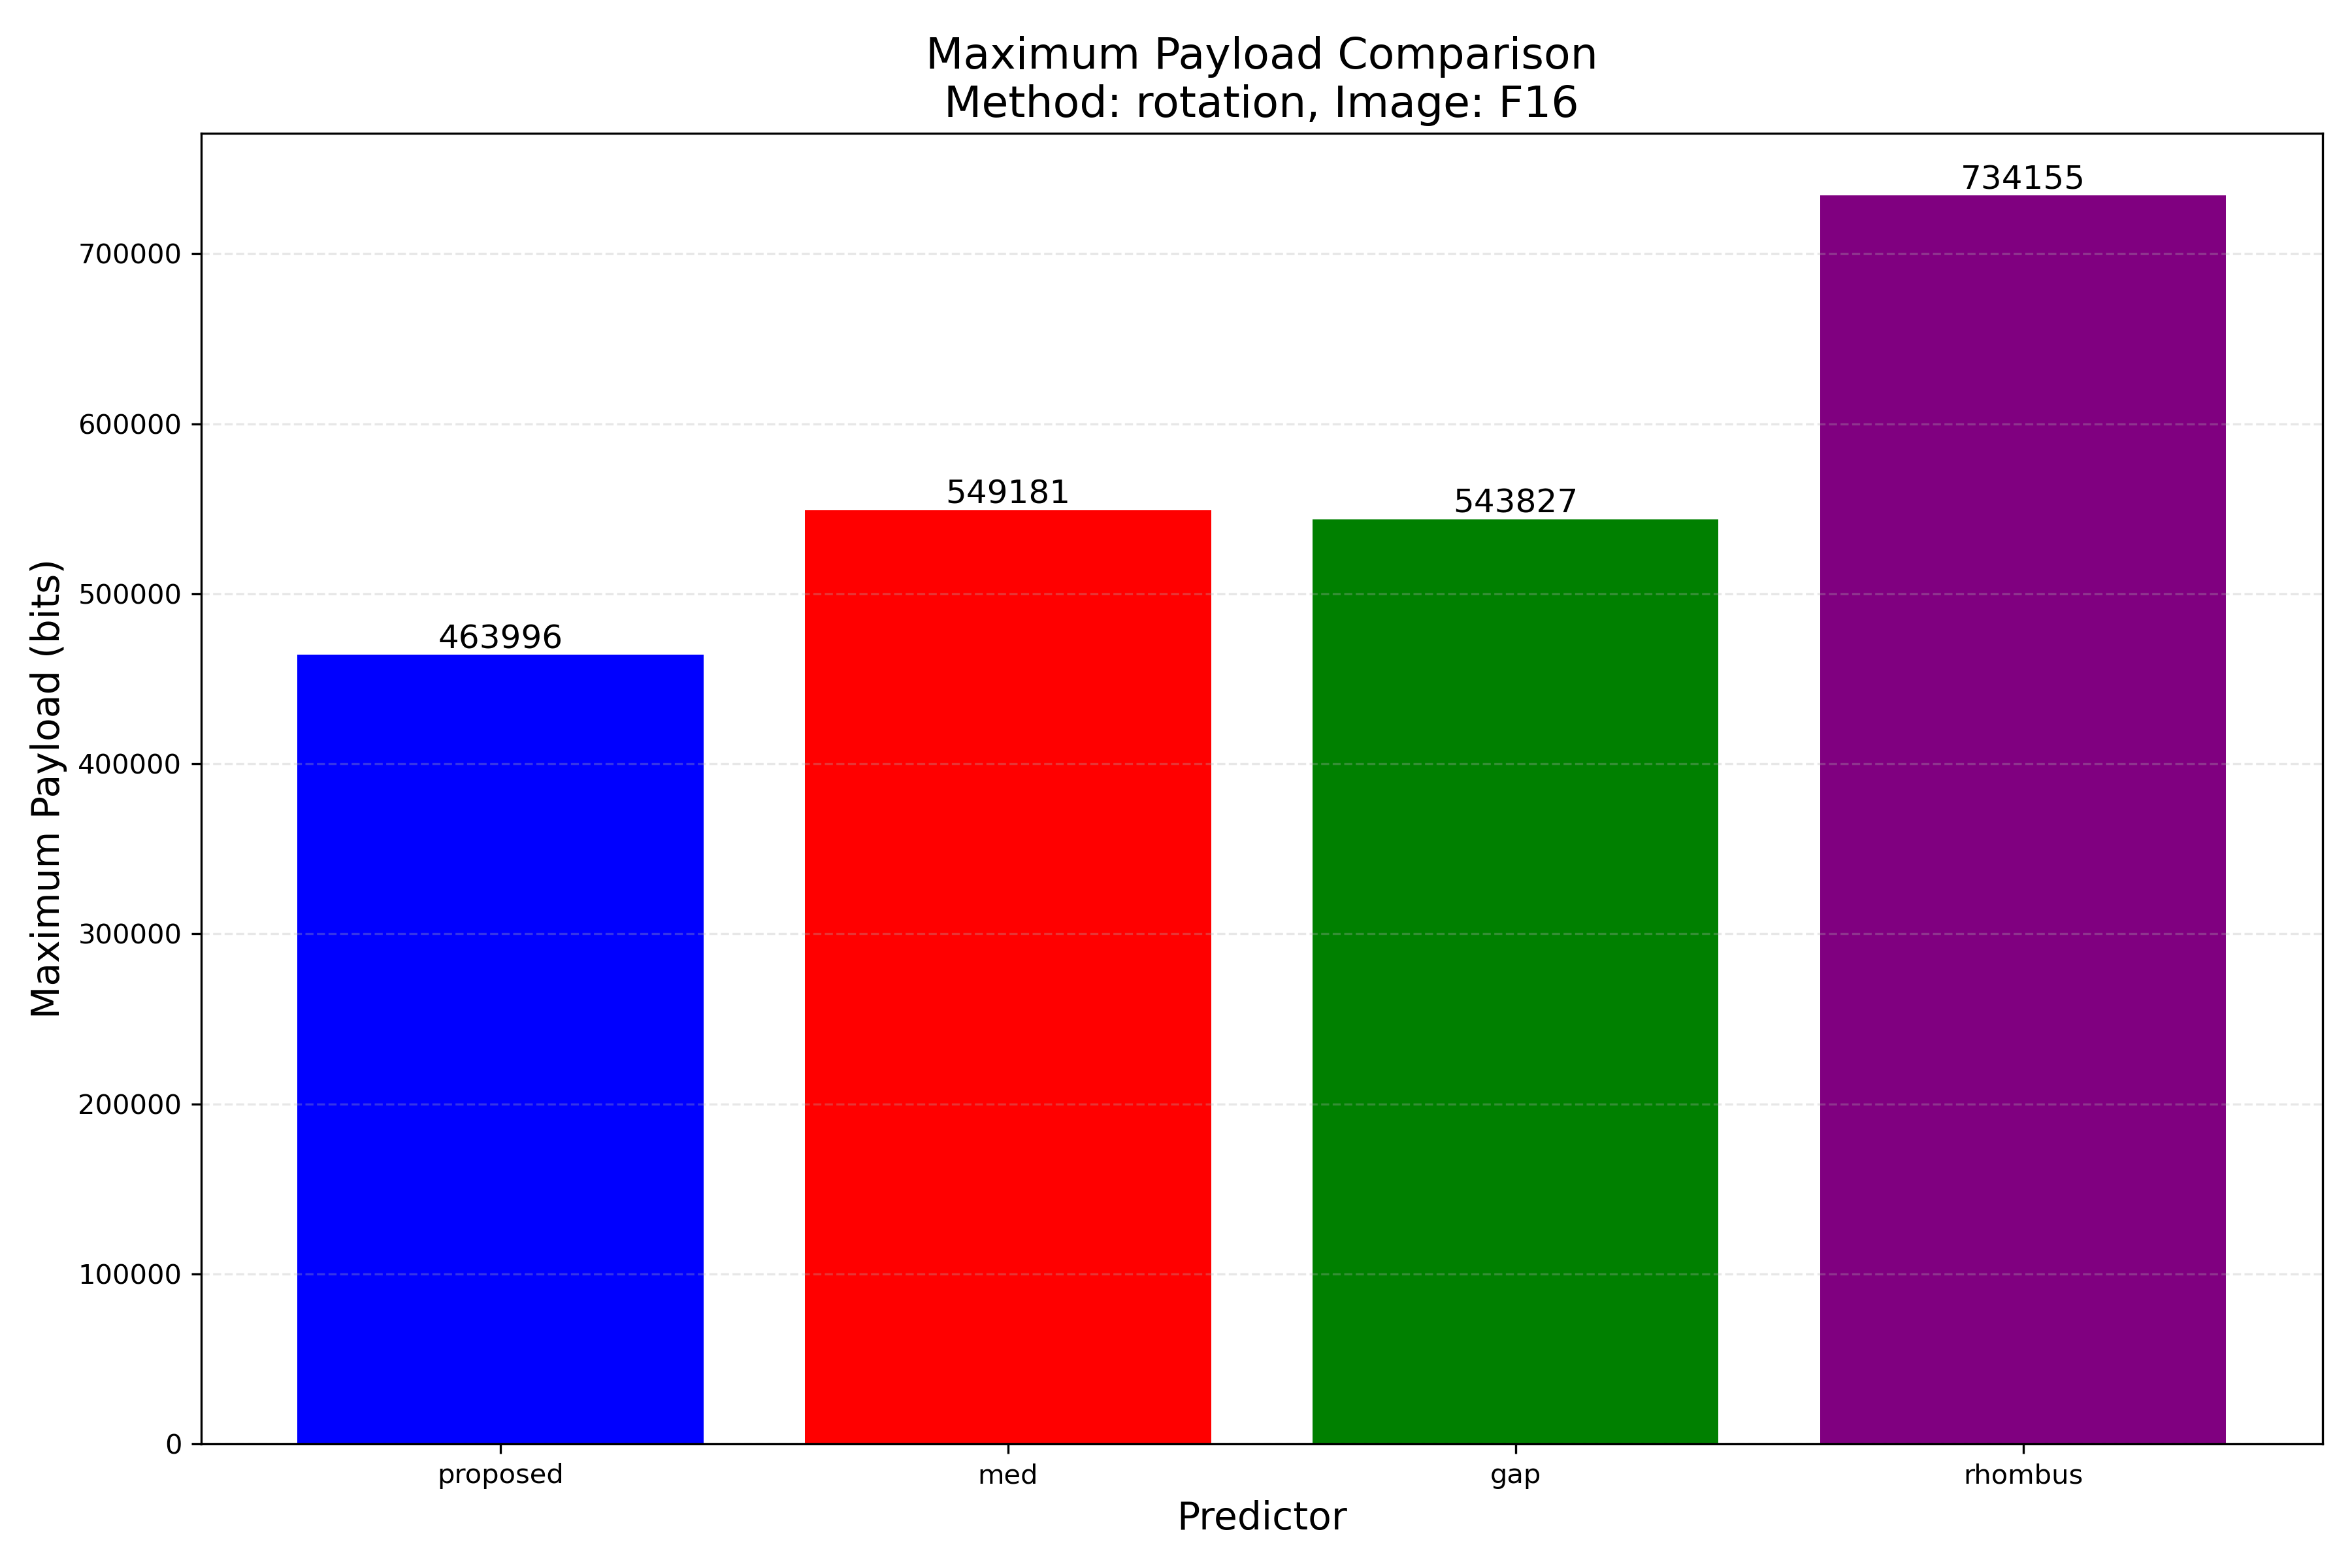 Maximum Payload Comparison
Method: rotation, Image: F16
Maximum Payload (bits)
700000
600000
500000
400000
300000
200000
100000
0
463996
549181
543827
734155
proposed
med
gap
rhombus
Predictor